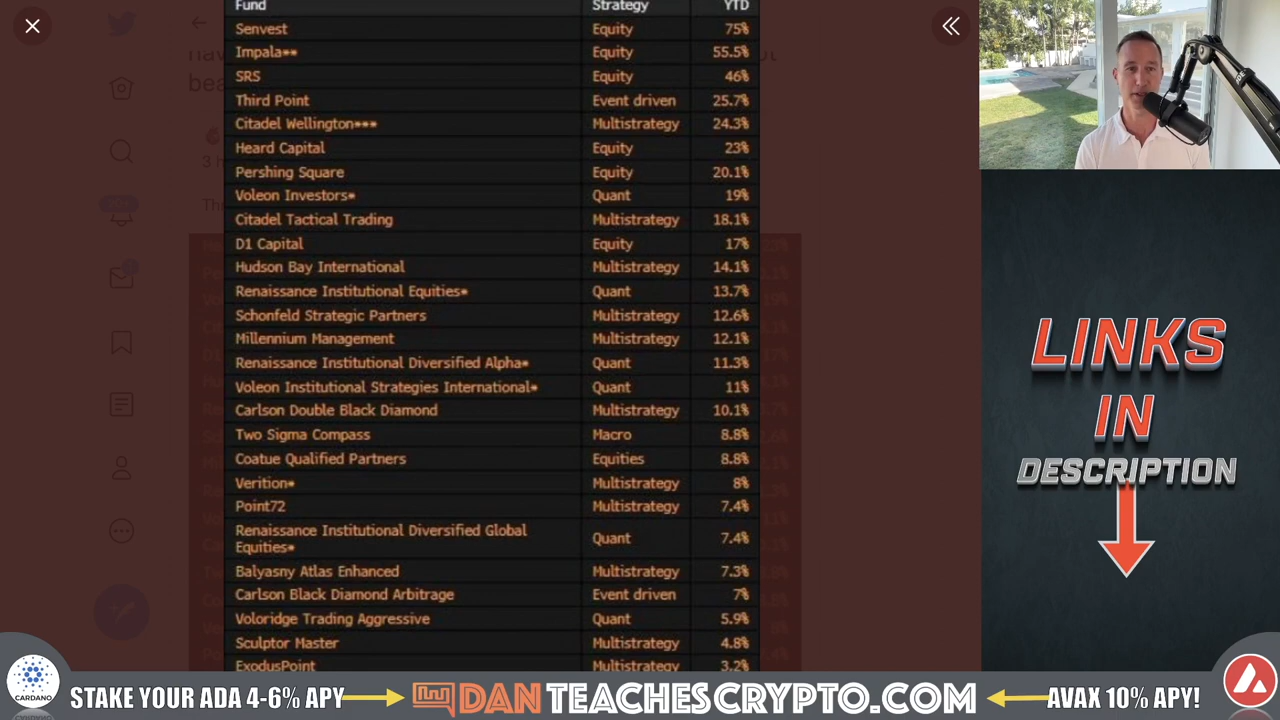 Fund Strategy YTD
Senvest Equity 75%
Impala** Equity 55.5%
SRS Equity 46%
Third Point Event driven 25.7%
Citadel Wellington*** Multistrategy 24.3%
Heard Capital Equity 23%
Pershing Square Equity 20.1%
Voleon Investors* Quant 19%
Citadel Tactical Trading Multistrategy 18.1%
D1 Capital Equity 17%
Hudson Bay International Multistrategy 14.1%
Renaissance Institutional Equities* Quant 13.7%
Schonfeld Strategic Partners Multistrategy 12.6%
Millennium Management Multistrategy 12.1%
Renaissance Institutional Diversified Alpha* Quant 11.3%
Voleon Institutional Strategies International* Quant 11%
Carlson Double Black Diamond Multistrategy 10.1%
Two Sigma Compass Macro 8.8%
Coatue Qualified Partners Equities 8.8%
Verition* Multistrategy 8%
Point72 Multistrategy 7.4%
Renaissance Institutional Diversified Global
Equities* Quant 7.4%
Balyasny Atlas Enhanced Multistrategy 7.3%
Carlson Black Diamond Arbitrage Event driven 7%
Voloridge Trading Aggressive Quant 5.9%
Sculptor Master Multistrategy 4.8%
ExodusPoint Multistrategy 3.2%
LINKS
IN
DESCRIPTION
CARDANO
STAKE YOUR ADA 4-6% APY
DANTEACHESCRYPTO.COM
AVAX 10% APY!